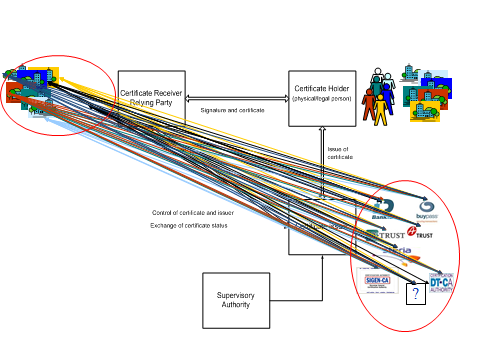 Certificate Receiver
Relying Party
Certificate Holder
(physical/legal person)
Signature and certificate
Issue of
certificate
Control of certificate and issuer
Exchange of certificate status
buypass
TRUST
TRUST
SIGEN-CA
CERTIFICATION
DT-CA
AUTHORITY
?
Supervisory
Authority